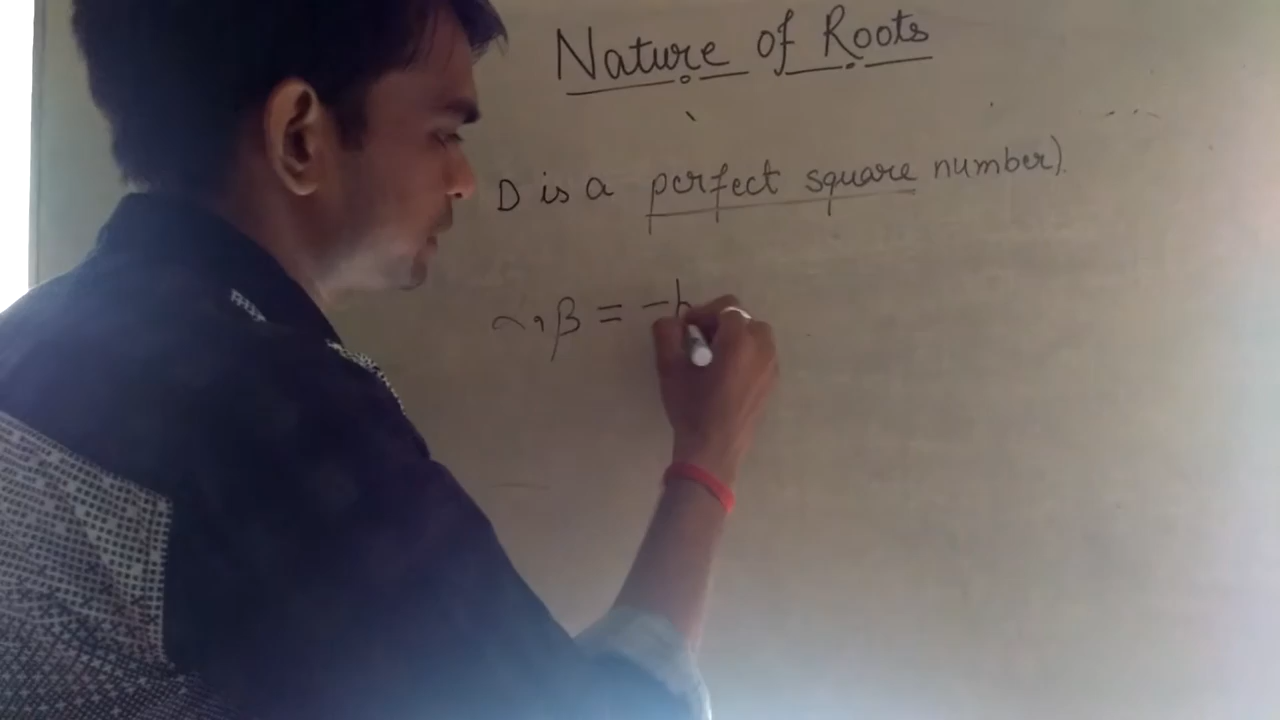 Nature of Roots
D is a perfect square number).
β = -